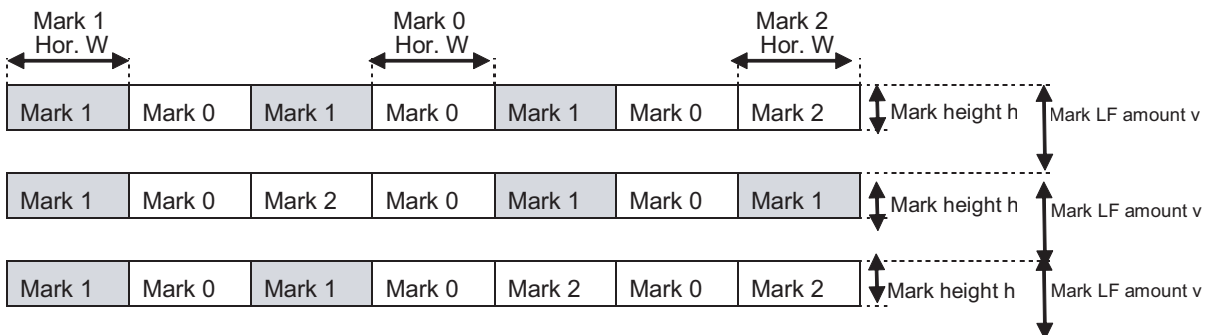 Mark 1 Mark 0 Mark 2
Hor. W Hor. W Hor. W
Mark 1 Mark 0 Mark 1 Mark 0 Mark 1 Mark 0 Mark 2 Mark height h Mark LF amount v
Mark 1 Mark 0 Mark 2 Mark 0 Mark 1 Mark 0 Mark 1 Mark height h Mark LF amount v
Mark 1 Mark 0 Mark 1 Mark 0 Mark 2 Mark 0 Mark 2 Mark height h Mark LF amount v